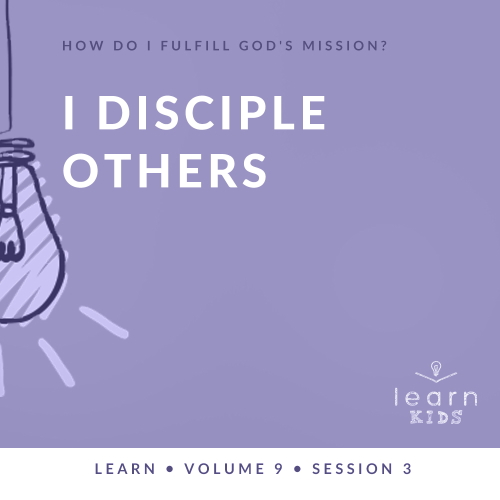 HOW DO I FULFILL GOD'S MISSION?
I DISCIPLE
OTHERS
learn
KIDS
LEARN • VOLUME 9 • SESSION 3